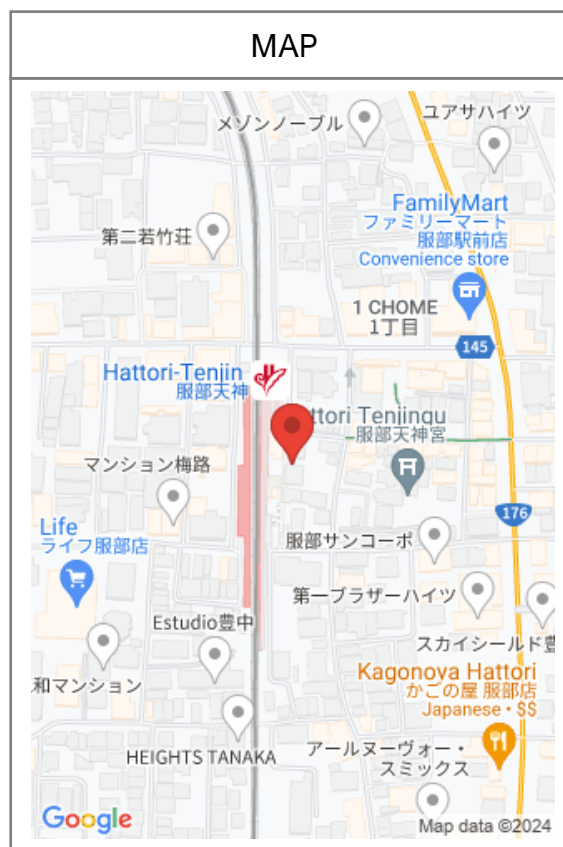 MAP
メゾンノーブル
ユアサハイツ
FamilyMart
ファミリーマート
服部駅前店
Convenience store
第二若竹荘
1 CHOME
1丁目
145
Hattori-Tenjin
服部天神
ttori Tenjingu
服部天神宮
マンション梅路
176
Life
ライフ服部店
服部サンコーポ
第一ブラザーハイツ
Estudio豊中
スカイシールド豊
和マンション
Kagonoya Hattori
かごの屋 服部店
Japanese • $$
HEIGHTS TANAKA
アールヌーヴォー・
スミックス
Google
Map data ©2024